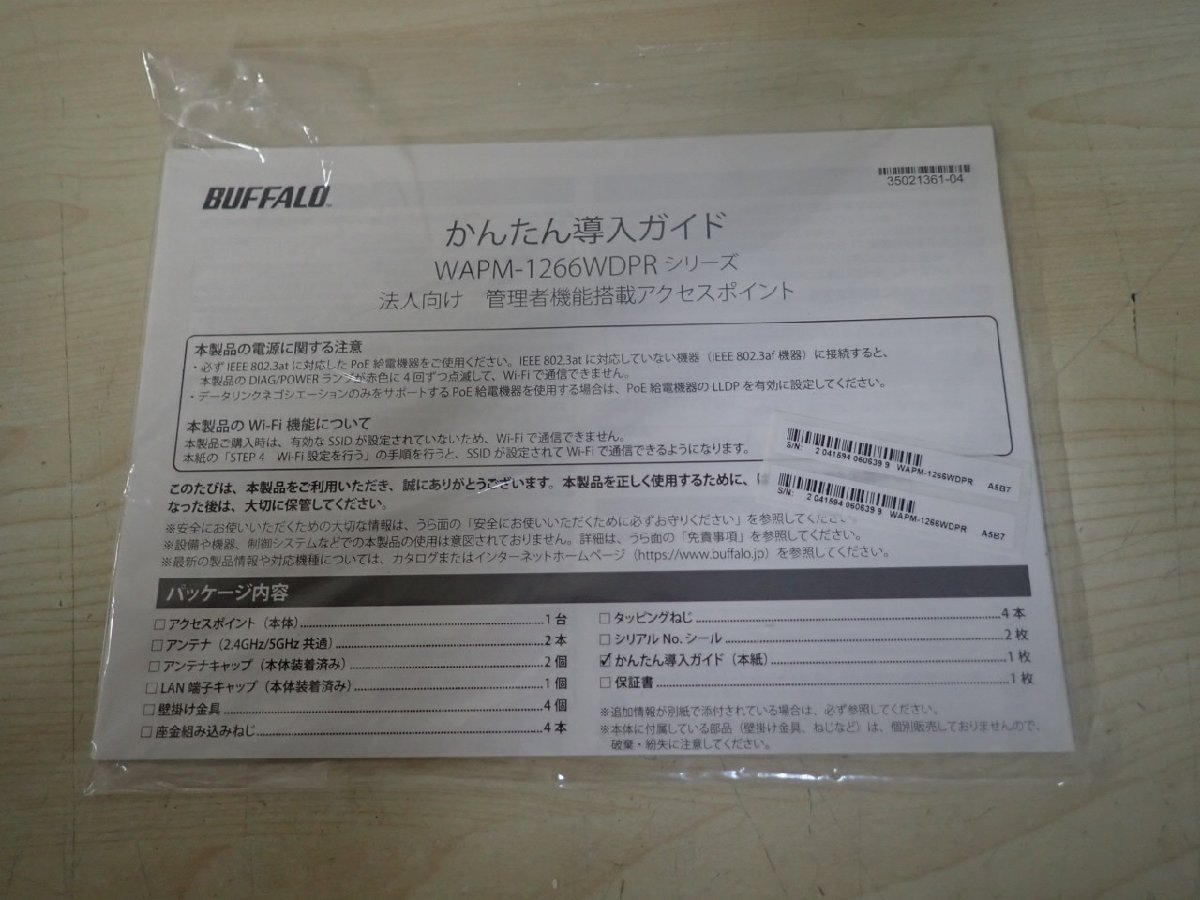 BUFFALO™
35021361-04
かんたん導入ガイド
WAPM-1266WDPR シリーズ
法人向け 管理者機能搭載アクセスポイント
本製品の電源に関する注意
・必ず IEEE 802.3at に対応した PoE 給電機器をご使用ください。IEEE 802.3at に対応していない機器（IEEE 802.3af 機器）に接続すると、
本製品の DIAG/POWER ランプが赤色に 4 回ずつ点滅して、Wi-Fi で通信できません。
・データリンクネゴシエーションのみをサポートする PoE 給電機器を使用する場合は、PoE 給電機器の LLDP を有効に設定してください。
本製品の Wi-Fi 機能について
本製品ご購入時は、有効な SSID が設定されていないため、Wi-Fi で通信できません。
本紙の「STEP 4 Wi-Fi 設定を行う」の手順を行うと、SSID が設定されて Wi-Fi で通信できるようになります。
S/N: 2 041694 060639 9 WAPM-1266WDPR A5B7
S/N: 2 041694 060639 9 WAPM-1266WDPR A5B7
このたびは、本製品をご利用いただき、誠にありがとうございます。本製品を正しく使用するために、
なった後は、大切に保管してください。
※安全にお使いいただくための大切な情報は、うら面の「安全にお使いいただくために必ずお守りください」を参照してください。
※設備や機器、制御システムなどでの本製品の使用は意図されておりません。詳細は、うら面の「免責事項」を参照してください。
※最新の製品情報や対応機種については、カタログまたはインターネットホームページ（https://www.buffalo.jp）を参照してください。
パッケージ内容
□ アクセスポイント（本体）......1 台
□ アンテナ（2.4GHz/5GHz 共通）......2 本
□ アンテナキャップ（本体装着済み）......2 個
□ LAN 端子キャップ（本体装着済み）......1 個
□ 壁掛け金具......4 個
□ 座金組み込みねじ......4 本
□ タッピングねじ......4 本
□ シリアル No. シール......2 枚
☑ かんたん導入ガイド（本紙）......1 枚
□ 保証書......1 枚
※追加情報が別紙で添付されている場合は、必ず参照してください。
※本体に付属している部品（壁掛け金具、ねじなど）は、個別販売しておりませんので、
破棄・紛失に注意してください。